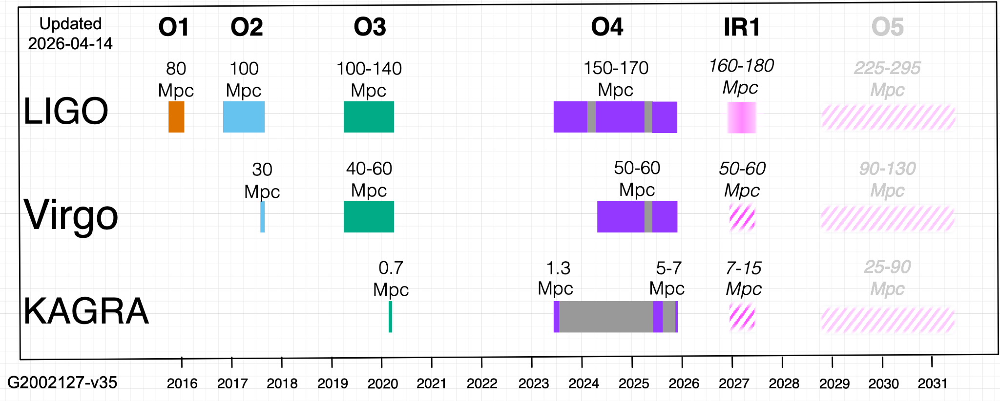 Updated
2026-04-14
O1
O2
O3
O4
IR1
O5
LIGO
80
Mpc
100
Mpc
100-140
Mpc
150-170
Mpc
160-180
Mpc
225-295
Mpc
Virgo
30
Mpc
40-60
Mpc
50-60
Mpc
50-60
Mpc
90-130
Mpc
KAGRA
0.7
Mpc
1.3
Mpc
5-7
Mpc
7-15
Mpc
25-90
Mpc
G2002127-v35
2016
2017
2018
2019
2020
2021
2022
2023
2024
2025
2026
2027
2028
2029
2030
2031